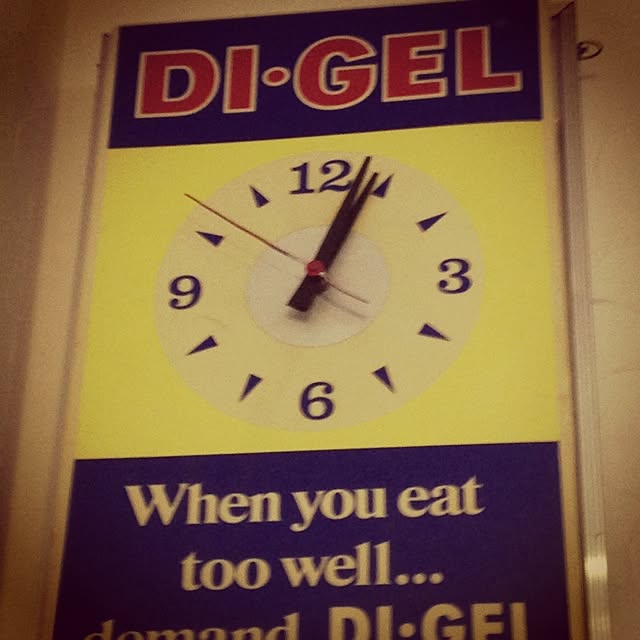 DI•GEL
12
3
9
6
When you eat
too well...
demand DI•GEL